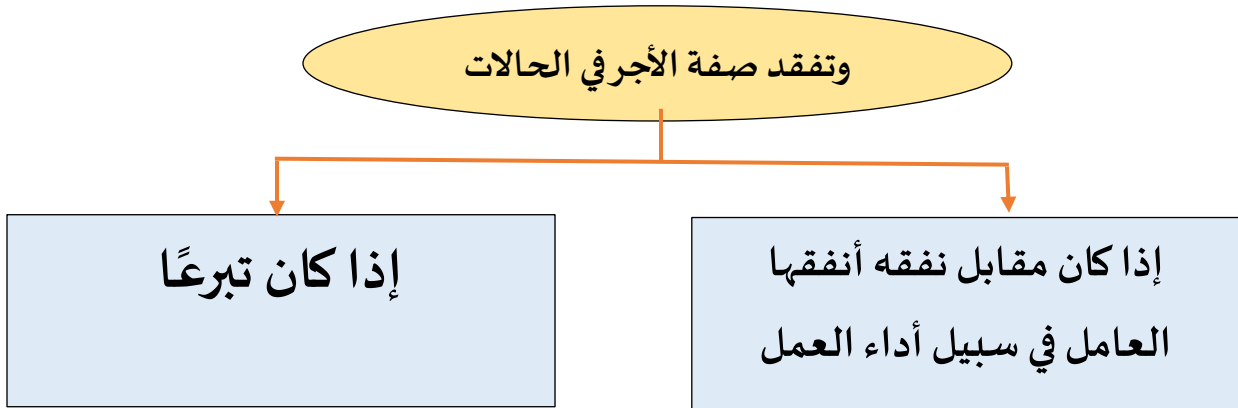 وتفقد صفة الأجر في الحالات
إذا كان مقابل نفقه أنفقها
العامل في سبيل أداء العمل
إذا كان تبرعًا